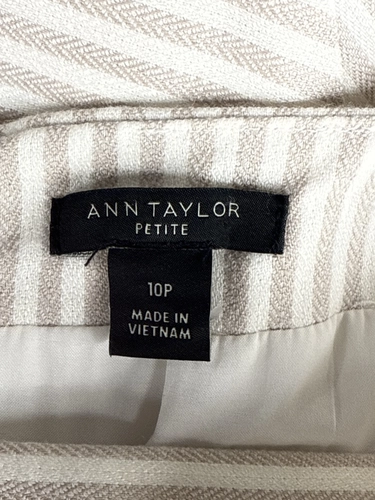 ANN TAYLOR
PETITE
10P
MADE IN
VIETNAM